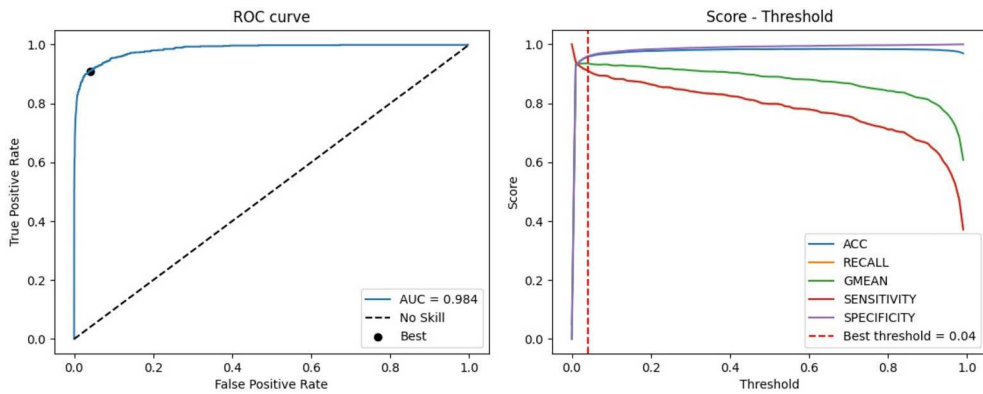 ROC curve
1.0
0.8
0.6
0.4
0.2
0.0
True Positive Rate
0.0 0.2 0.4 0.6 0.8 1.0
False Positive Rate
AUC = 0.984
No Skill
Best
Score - Threshold
1.0
0.8
0.6
0.4
0.2
0.0
Score
0.0 0.2 0.4 0.6 0.8 1.0
Threshold
ACC
RECALL
GMEAN
SENSITIVITY
SPECIFICITY
Best threshold = 0.04